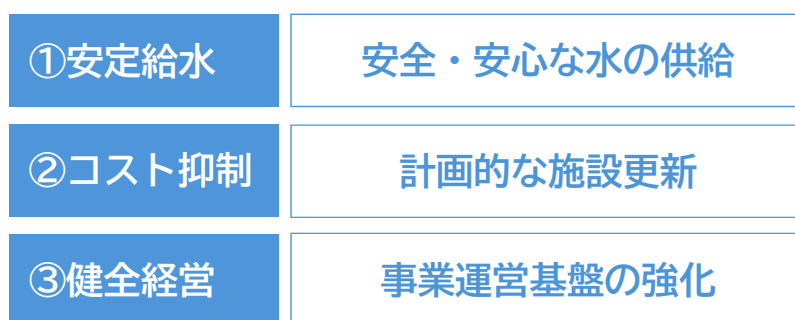 ①安定給水
安全・安心な水の供給
②コスト抑制
計画的な施設更新
③健全経営
事業運営基盤の強化